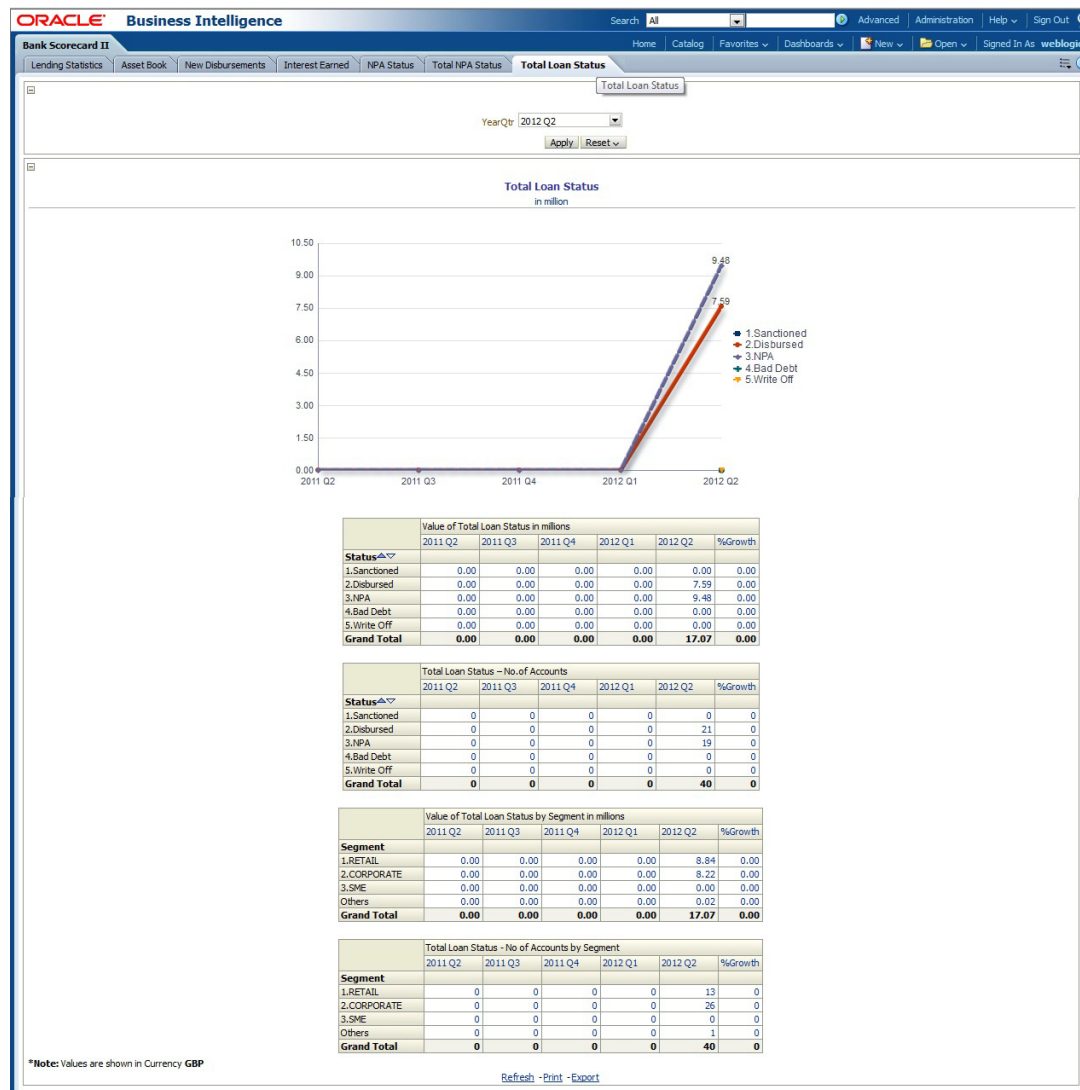 ORACLE Business Intelligence
Search All Advanced Administration Help Sign Out
Bank Scorecard II
Home Catalog Favorites Dashboards New Open Signed In As weblogic
Lending Statistics Asset Book New Disbursements Interest Earned NPA Status Total NPA Status Total Loan Status
Total Loan Status
YearQtr 2012 Q2
Apply Reset
Total Loan Status
in million
10.50
9.48
9.00
7.50
7.59
6.00
4.50
3.00
1.50
0.00
1.Sanctioned
2.Disbursed
3.NPA
4.Bad Debt
5.Write Off
2011 Q2 2011 Q3 2011 Q4 2012 Q1 2012 Q2
Value of Total Loan Status in millions
2011 Q2 2011 Q3 2011 Q4 2012 Q1 2012 Q2 %Growth
Status
1.Sanctioned 0.00 0.00 0.00 0.00 0.00 0.00
2.Disbursed 0.00 0.00 0.00 0.00 7.59 0.00
3.NPA 0.00 0.00 0.00 0.00 9.48 0.00
4.Bad Debt 0.00 0.00 0.00 0.00 0.00 0.00
5.Write Off 0.00 0.00 0.00 0.00 0.00 0.00
Grand Total 0.00 0.00 0.00 0.00 17.07 0.00
Total Loan Status – No.of Accounts
2011 Q2 2011 Q3 2011 Q4 2012 Q1 2012 Q2 %Growth
Status
1.Sanctioned 0 0 0 0 0 0
2.Disbursed 0 0 0 0 21 0
3.NPA 0 0 0 0 19 0
4.Bad Debt 0 0 0 0 0 0
5.Write Off 0 0 0 0 0 0
Grand Total 0 0 0 0 40 0
Value of Total Loan Status by Segment in millions
2011 Q2 2011 Q3 2011 Q4 2012 Q1 2012 Q2 %Growth
Segment
1.RETAIL 0.00 0.00 0.00 0.00 8.84 0.00
2.CORPORATE 0.00 0.00 0.00 0.00 8.22 0.00
3.SME 0.00 0.00 0.00 0.00 0.00 0.00
Others 0.00 0.00 0.00 0.00 0.02 0.00
Grand Total 0.00 0.00 0.00 0.00 17.07 0.00
Total Loan Status - No of Accounts by Segment
2011 Q2 2011 Q3 2011 Q4 2012 Q1 2012 Q2 %Growth
Segment
1.RETAIL 0 0 0 0 13 0
2.CORPORATE 0 0 0 0 26 0
3.SME 0 0 0 0 0 0
Others 0 0 0 0 1 0
Grand Total 0 0 0 0 40 0
*Note: Values are shown in Currency GBP
Refresh - Print - Export